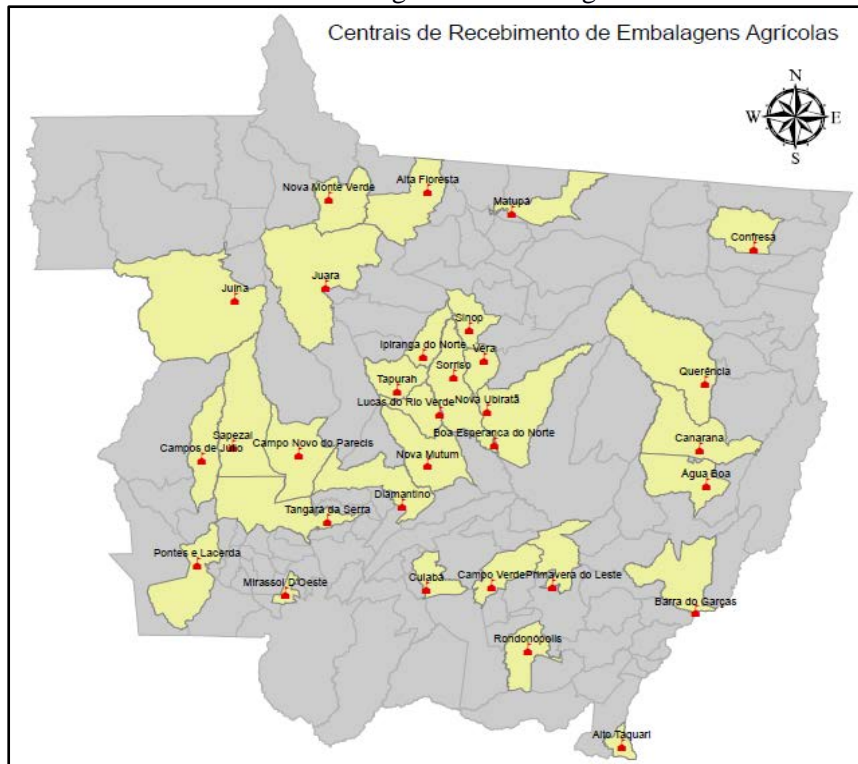 Centrais de Recebimento de Embalagens Agrícolas
N
W E
S
Alta Floresta
Nova Monte Verde
Matupá
Confresa
Juara
Juína
Sinop
Ipiranga do Norte
Vera
Sorriso
Tapurah
Querência
Lucas do Rio Verde
Nova Ubiratã
Boa Esperança do Norte
Sapezal
Campo Novo do Parecis
Canarana
Campos de Júlio
Nova Mutum
Água Boa
Diamantino
Tangará da Serra
Pontes e Lacerda
Mirassol D'Oeste
Cuiabá
Campo Verde
Primavera do Leste
Barra do Garças
Rondonópolis
Alto Taquari